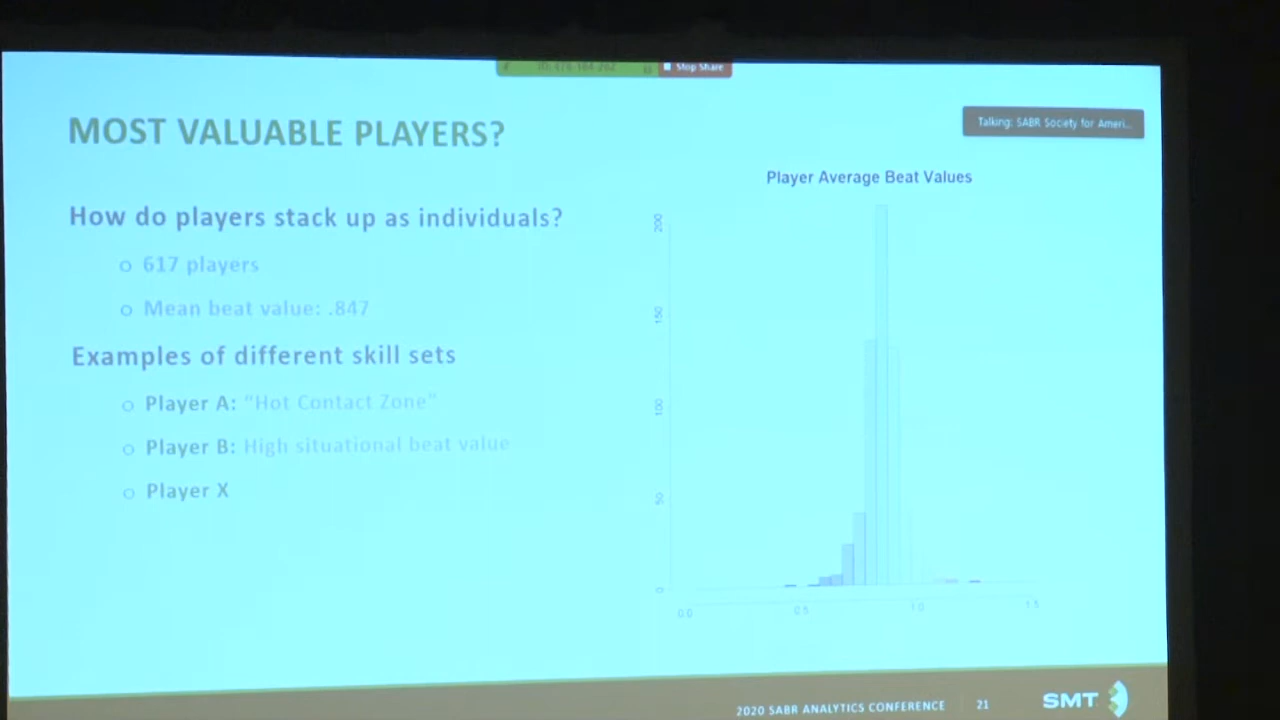 Stop Share
MOST VALUABLE PLAYERS?
Talking: SABR Society for Ameri...
Player Average Beat Values
How do players stack up as individuals?
617 players
Mean beat value: .847
Examples of different skill sets
Player A: "Hot Contact Zone"
Player B: High situational beat value
Player X
200
150
100
50
0
0.0 0.5 1.0 1.5
2020 SABR ANALYTICS CONFERENCE 21 SMT